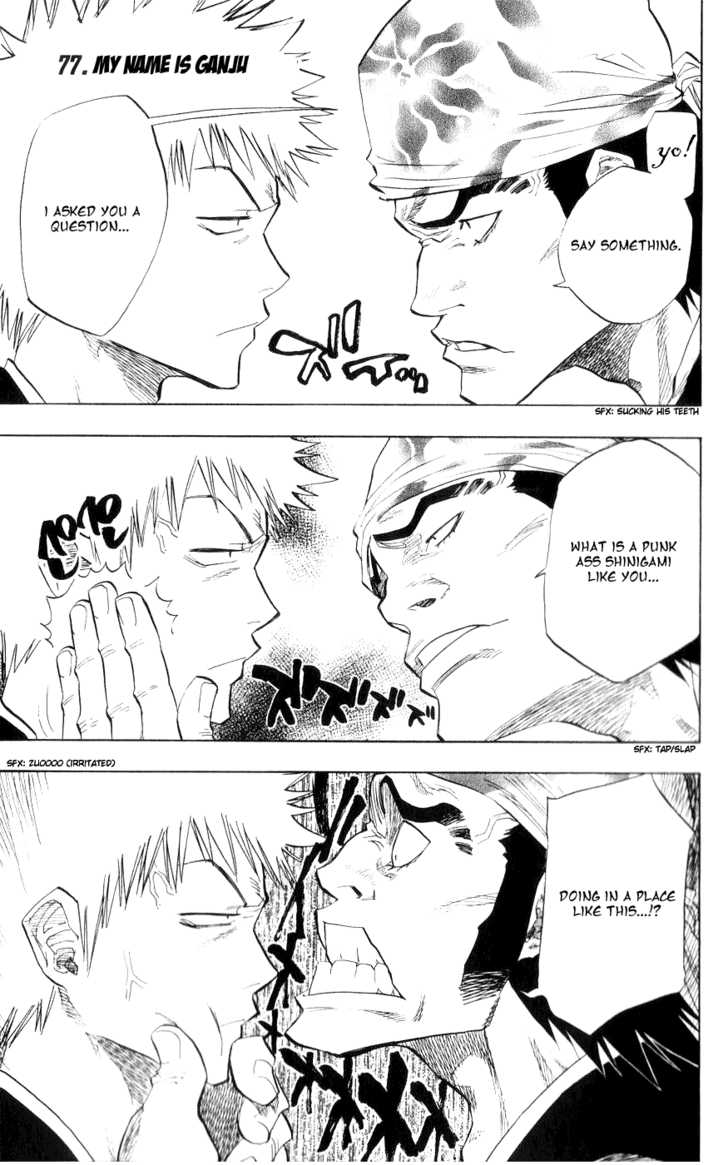 77. MY NAME IS GANJU
yo!
SAY SOMETHING.
I ASKED YOU A
QUESTION...
SFX: SUCKING HIS TEETH
WHAT IS A PUNK
ASS SHINIGAMI
LIKE YOU...
SFX: TAP/SLAP
SFX: ZUOOOO (IRRITATED)
DOING IN A PLACE
LIKE THIS...!?